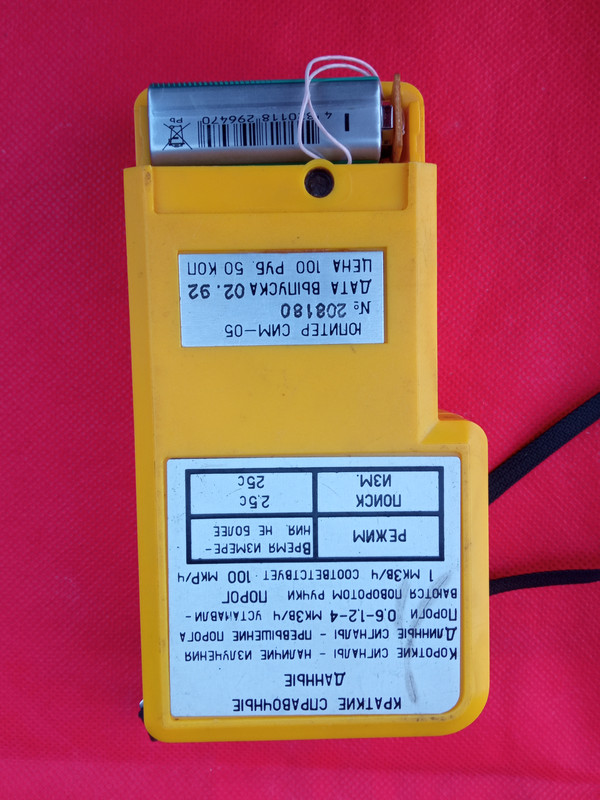 КРАТКИЕ СПРАВОЧНЫЕ
ДАННЫЕ
КОРОТКИЕ СИГНАЛЫ - НАЛИЧИЕ ИЗЛУЧЕНИЯ
ДЛИННЫЕ СИГНАЛЫ - ПРЕВЫШЕНИЕ ПОРОГА
ПОРОГИ 0,6-1,2-4 МКЗВ/Ч УСТАНАВЛИ-
ВАЮТСЯ ПОВОРОТОМ РУЧКИ ПОРОГ
1 МКЗВ/Ч СООТВЕТСТВУЕТ 100 МКР/Ч
РЕЖИМ ВРЕМЯ ИЗМЕРЕ-
НИЯ, НЕ БОЛЕЕ
ПОИСК 2,5с
ИЗМ. 25с
ЮПИТЕР СИМ-05
№ 208180
ДАТА ВЫПУСКА 02.92
ЦЕНА 100 РУБ. 50 КОП
296470
Pb